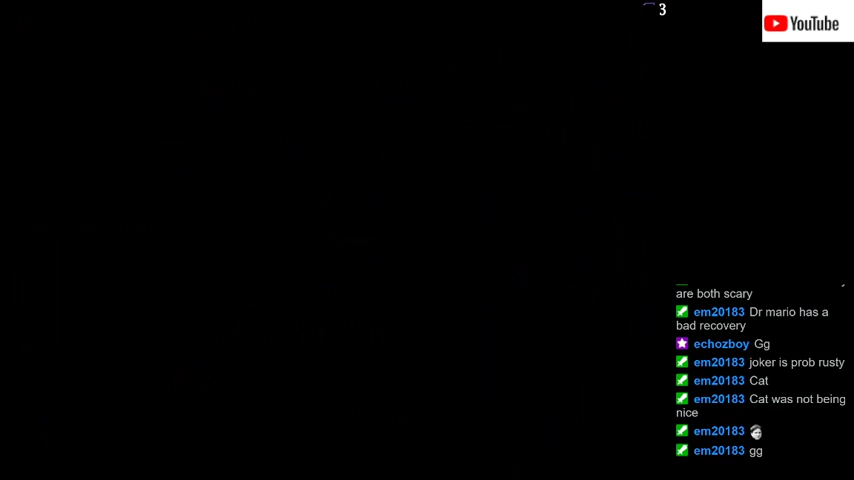 3
YouTube
are both scary
em20183 Dr mario has a
bad recovery
echozboy Gg
em20183 joker is prob rusty
em20183 Cat
em20183 Cat was not being
nice
em20183
em20183 gg